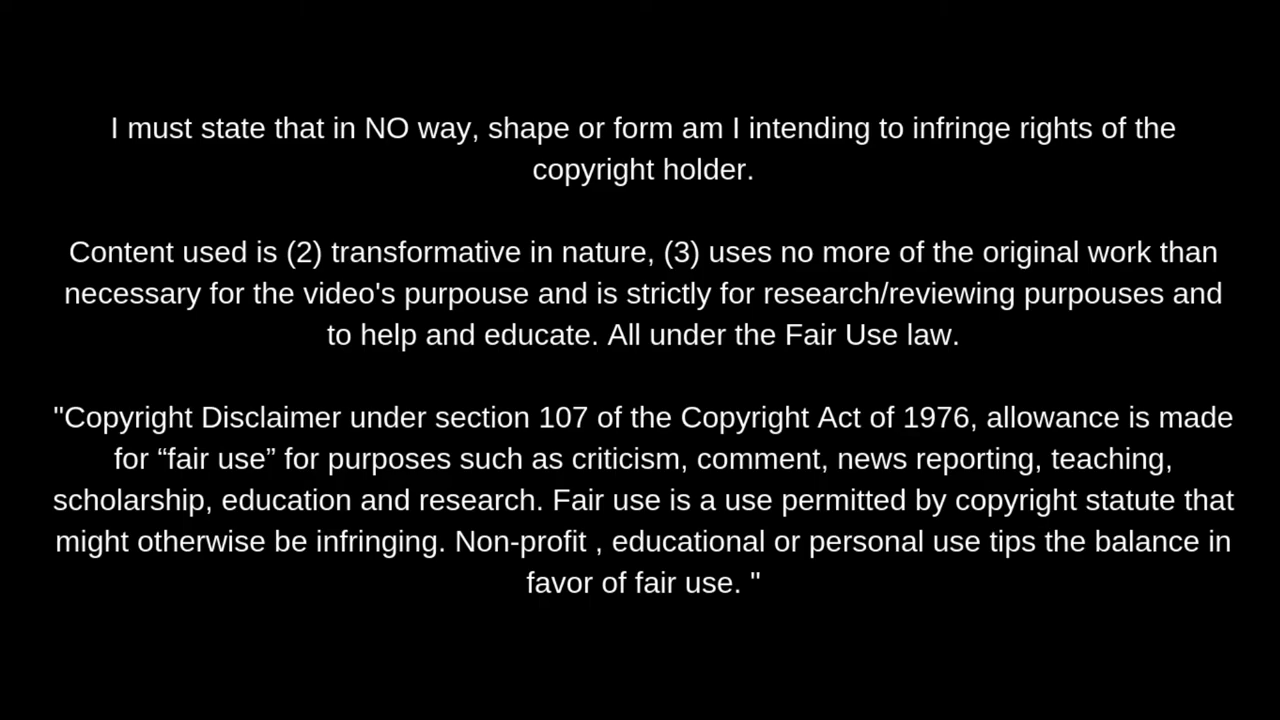 I must state that in NO way, shape or form am I intending to infringe rights of the
copyright holder.
Content used is (2) transformative in nature, (3) uses no more of the original work than
necessary for the video's purpouse and is strictly for research/reviewing purpouses and
to help and educate. All under the Fair Use law.
"Copyright Disclaimer under section 107 of the Copyright Act of 1976, allowance is made
for “fair use” for purposes such as criticism, comment, news reporting, teaching,
scholarship, education and research. Fair use is a use permitted by copyright statute that
might otherwise be infringing. Non-profit , educational or personal use tips the balance in
favor of fair use. "